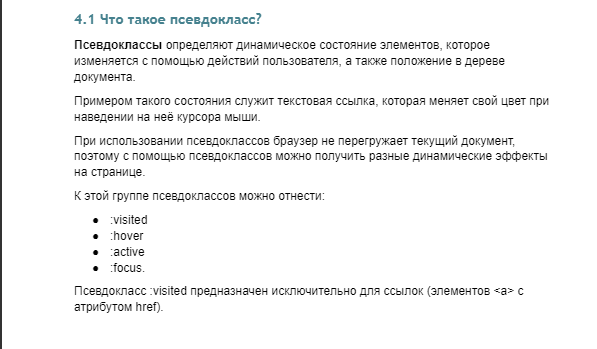 4.1 Что такое псевдокласс?
Псевдоклассы определяют динамическое состояние элементов, которое
изменяется с помощью действий пользователя, а также положение в дереве
документа.
Примером такого состояния служит текстовая ссылка, которая меняет свой цвет при
наведении на неё курсора мыши.
При использовании псевдоклассов браузер не перегружает текущий документ,
поэтому с помощью псевдоклассов можно получить разные динамические эффекты
на странице.
К этой группе псевдоклассов можно отнести:
● :visited
● :hover
● :active
● :focus.
Псевдокласс :visited предназначен исключительно для ссылок (элементов <a> с
атрибутом href).